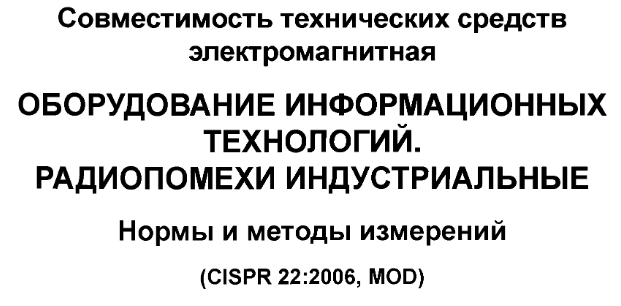 Совместимость технических средств
электромагнитная
ОБОРУДОВАНИЕ ИНФОРМАЦИОННЫХ
ТЕХНОЛОГИЙ.
РАДИОПОМЕХИ ИНДУСТРИАЛЬНЫЕ
Нормы и методы измерений
(CISPR 22:2006, MOD)